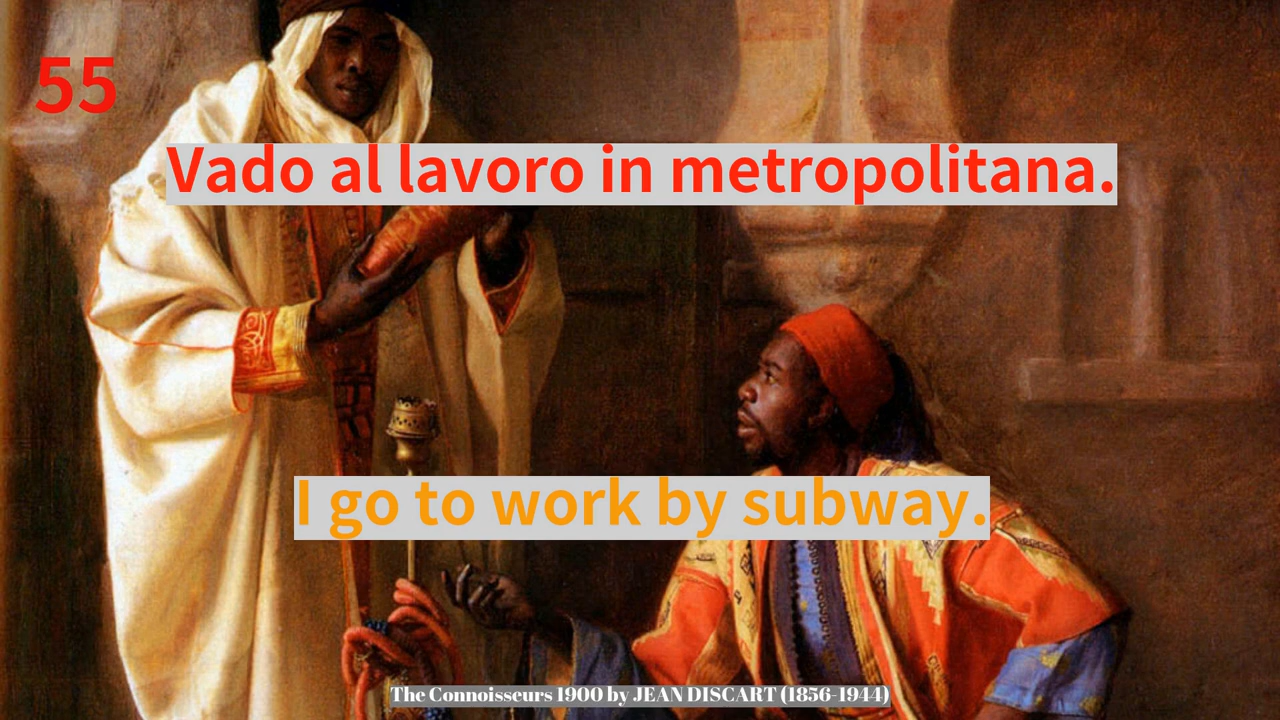 55
Vado al lavoro in metropolitana.
I go to work by subway.
The Connoisseurs 1900 by JEAN DISCART (1856-1944)